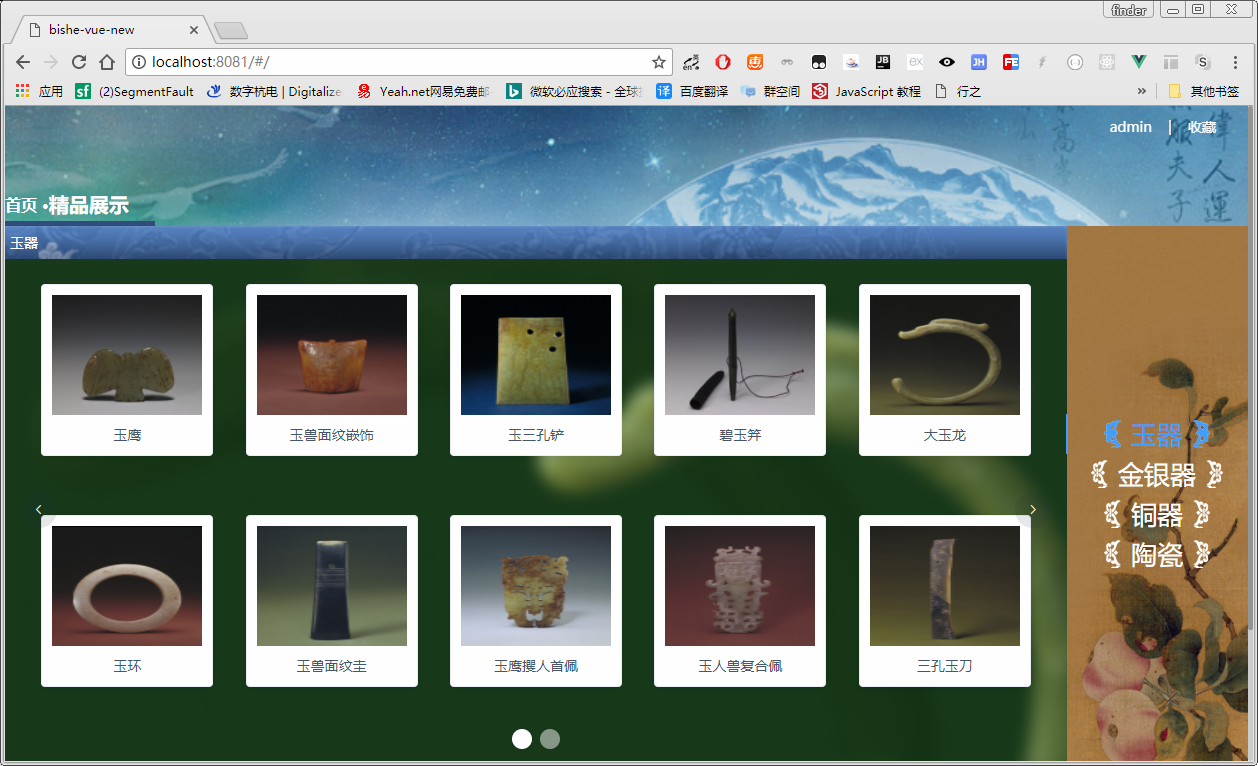 finder
bishe-vue-new
localhost:8081/#/
应用 (2)SegmentFault 数字杭电 | Digitalize Yeah.net网易免费邮 微软必应搜索 - 全球 百度翻译 群空间 JavaScript 教程 行之 » 其他书签
admin | 收藏
首页 •精品展示
玉器
玉鹰 玉兽面纹嵌饰 玉三孔铲 碧玉笄 大玉龙
玉环 玉兽面纹圭 玉鹰攫人首佩 玉人兽复合佩 三孔玉刀
玉器
金银器
铜器
陶瓷